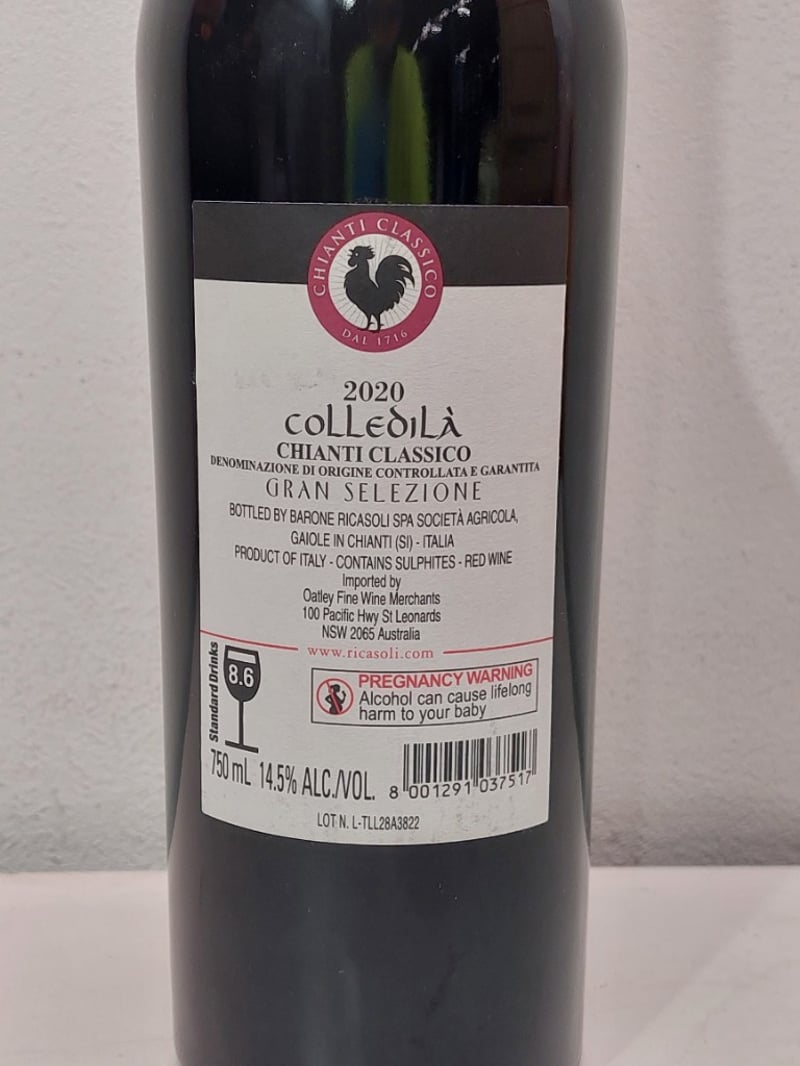 CHIANTI CLASSICO
DAL 1716
2020
COLLEDILÀ
CHIANTI CLASSICO
DENOMINAZIONE DI ORIGINE CONTROLLATA E GARANTITA
GRAN SELEZIONE
BOTTLED BY BARONE RICASOLI SPA SOCIETÀ AGRICOLA,
GAIOLE IN CHIANTI (SI) - ITALIA
PRODUCT OF ITALY - CONTAINS SULPHITES - RED WINE
Imported by
Oatley Fine Wine Merchants
100 Pacific Hwy St Leonards
NSW 2065 Australia
www.ricasoli.com
Standard Drinks
8.6
PREGNANCY WARNING
Alcohol can cause lifelong
harm to your baby
750 mL 14.5% ALC./VOL.
8 001291 037517
LOT N. L-TLL28A3822